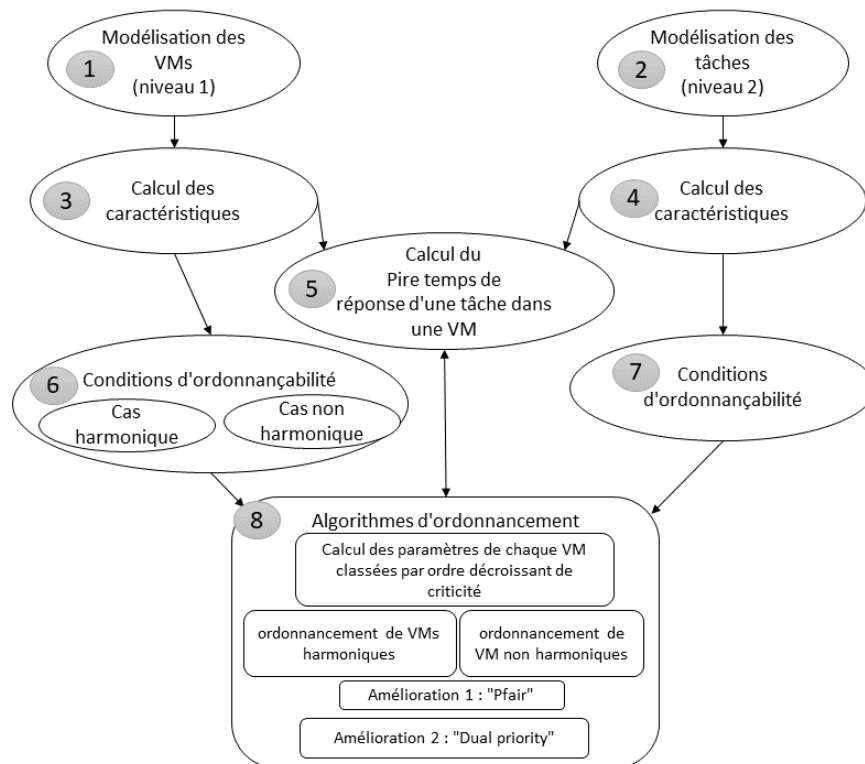 Modélisation des
VMs
(niveau 1)
1
Modélisation des
tâches
(niveau 2)
2
3
Calcul des
caractéristiques
4
Calcul des
caractéristiques
5
Calcul du
Pire temps de
réponse d'une tâche dans
une VM
6
Conditions d'ordonnançabilité
Cas
harmonique
Cas non
harmonique
7
Conditions
d'ordonnançabilité
8
Algorithmes d'ordonnancement
Calcul des paramètres de chaque VM
classées par ordre décroissant de
criticité
ordonnancement de VMs
harmoniques
ordonnancement de
VM non harmoniques
Amélioration 1 : "Pfair"
Amélioration 2 : "Dual priority"